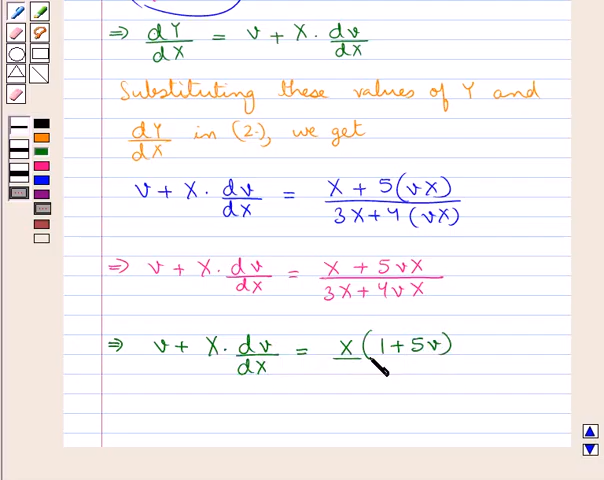 ⇒ dY/dX = v + X · dv/dX
Substituting these values of Y and
dY/dX in (2.), we get
v + X · dv/dX = X + 5(vX)/3X + 4(vX)
⇒ v + X · dv/dX = X + 5vX/3X + 4vX
⇒ v + X · dv/dX = X(1 + 5v)